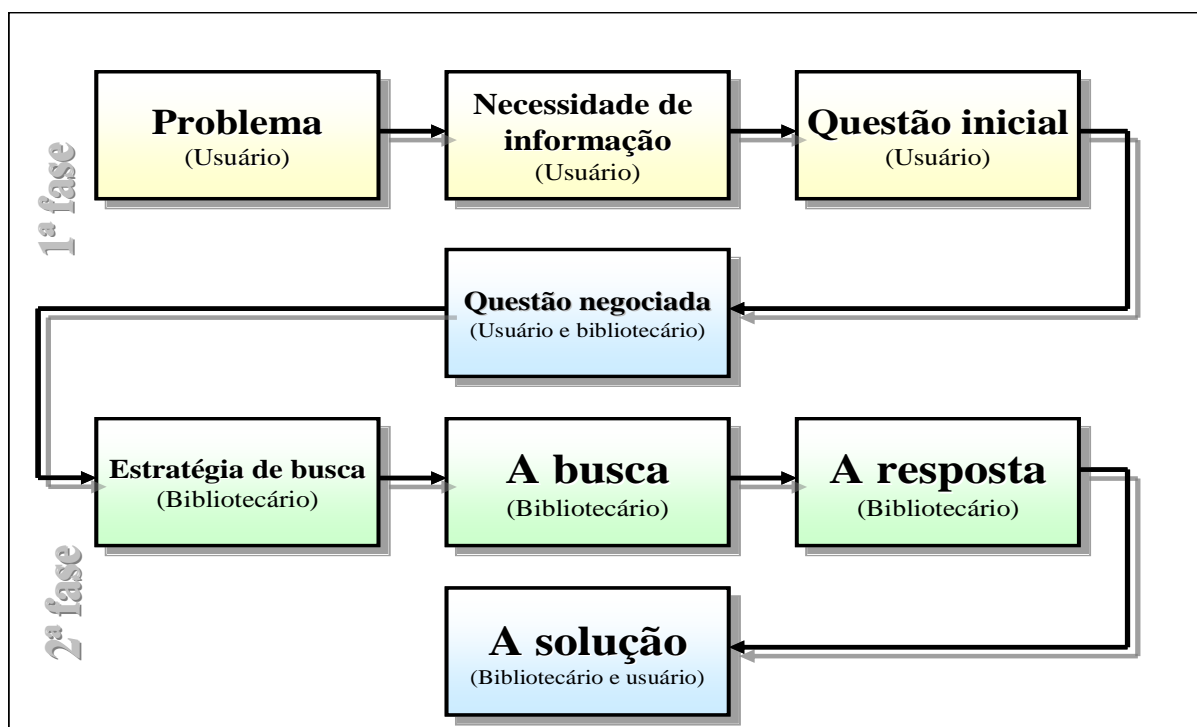 1ª fase
Problema
(Usuário)
Necessidade de
informação
(Usuário)
Questão inicial
(Usuário)
Questão negociada
(Usuário e bibliotecário)
2ª fase
Estratégia de busca
(Bibliotecário)
A busca
(Bibliotecário)
A resposta
(Bibliotecário)
A solução
(Bibliotecário e usuário)